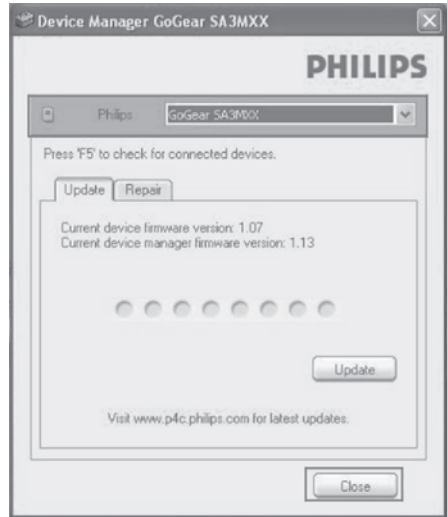 Device Manager GoGear SA3MXX
PHILIPS
Philips GoGear SA3MXX
Press 'F5' to check for connected devices.
Update Repair
Current device firmware version: 1.07
Current device manager firmware version: 1.13
Update
Visit www.p4c.philips.com for latest updates.
Close